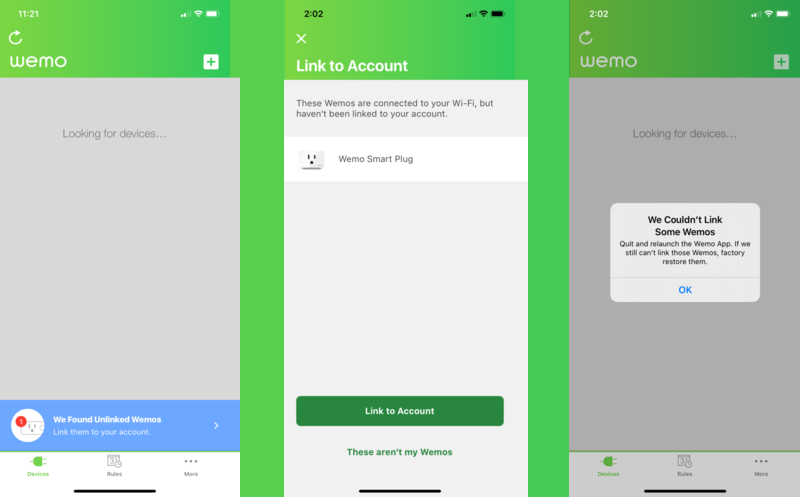 11:21
wemo
Looking for devices...
1
We Found Unlinked Wemos
Link them to your account.
Devices
Rules
More
2:02
Link to Account
These Wemos are connected to your Wi-Fi, but
haven't been linked to your account.
Wemo Smart Plug
Link to Account
These aren't my Wemos
2:02
wemo
Looking for devices...
We Couldn't Link
Some Wemos
Quit and relaunch the Wemo App. If we
still can't link those Wemos, factory
restore them.
OK
Devices
Rules
More